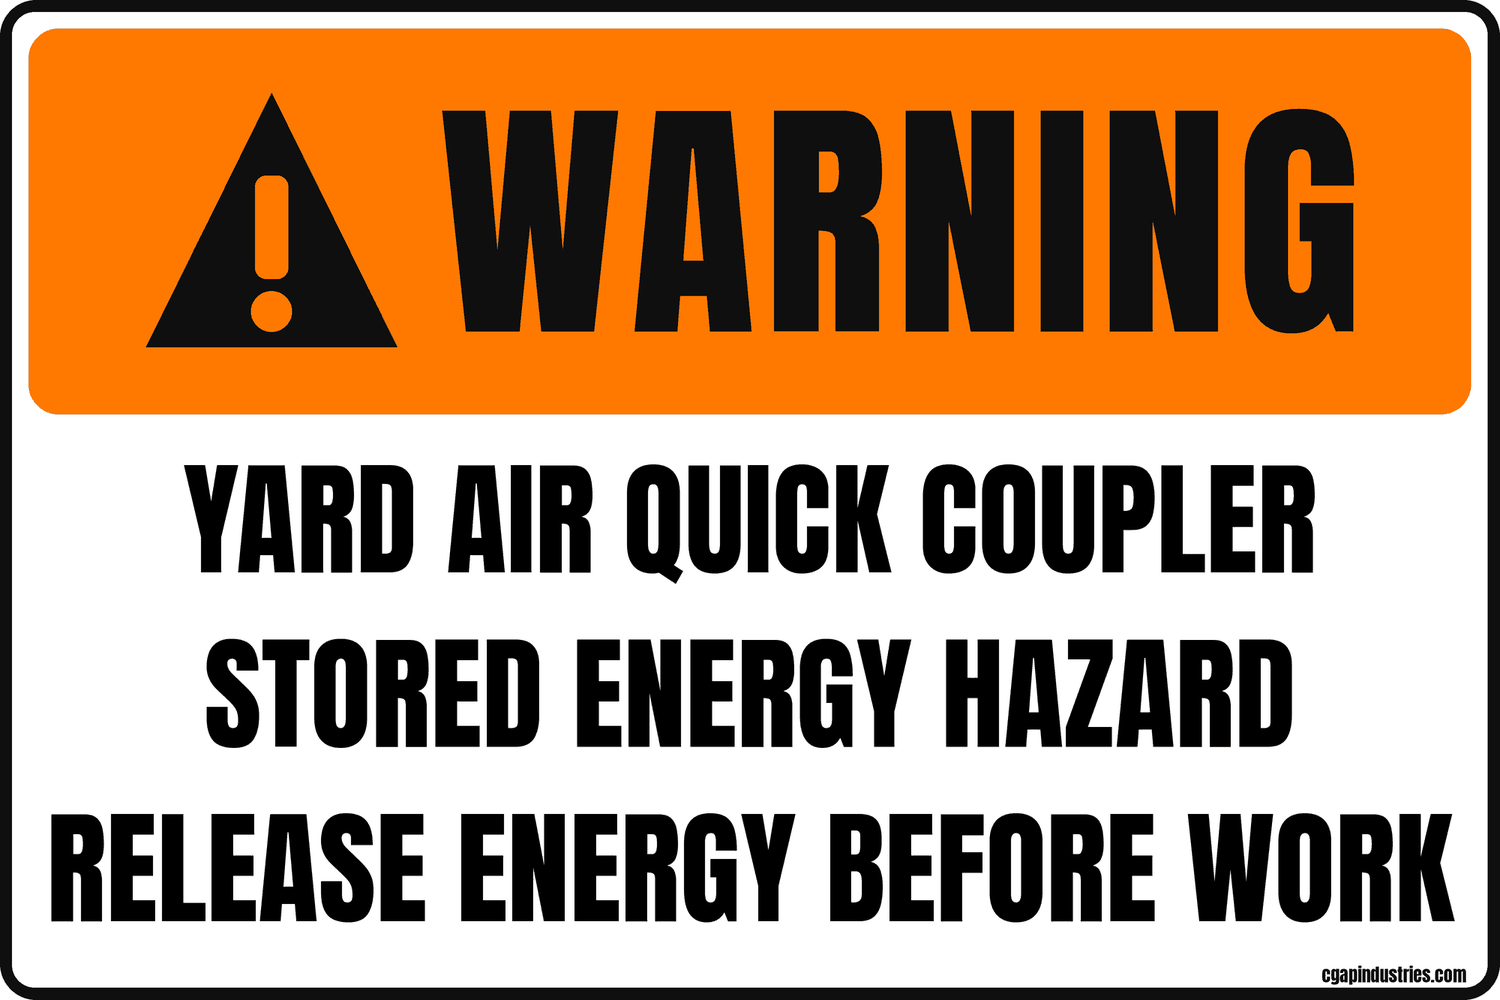 WARNING
YARD AIR QUICK COUPLER
STORED ENERGY HAZARD
RELEASE ENERGY BEFORE WORK
cgapindustries.com